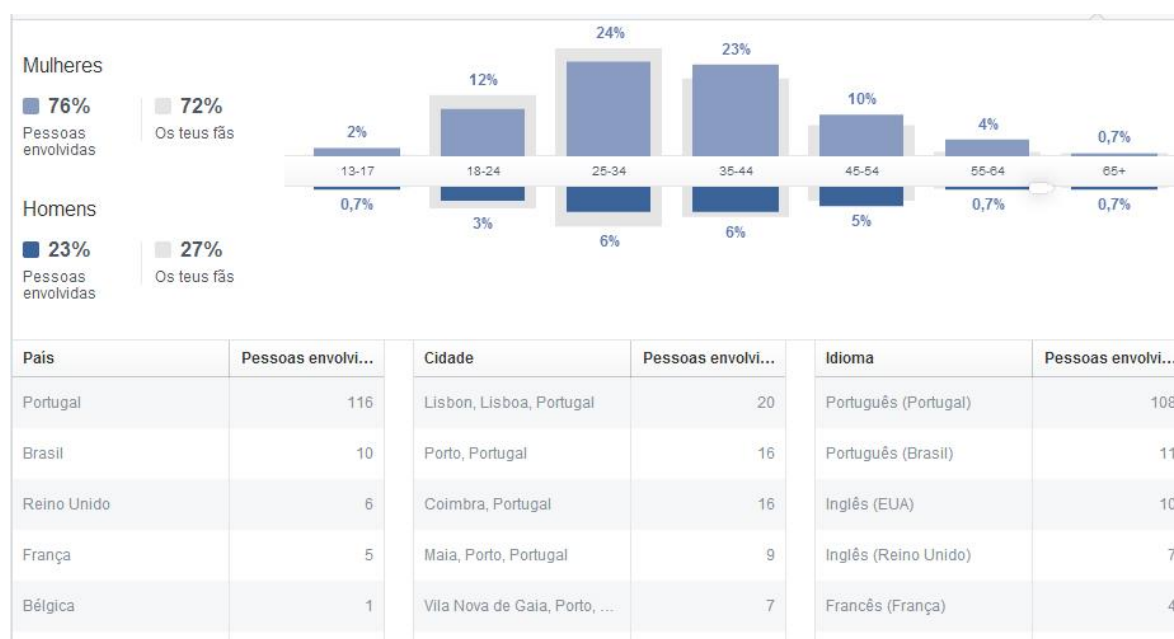 Mulheres
76% 72%
Pessoas envolvidas Os teus fãs
24%
23%
12%
10%
4%
2%
0,7%
13-17 18-24 25-34 35-44 45-54 55-64 65+
0,7%
3%
6%
6%
5%
0,7%
0,7%
Homens
23% 27%
Pessoas envolvidas Os teus fãs
País Pessoas envolvi... Cidade Pessoas envolvi... Idioma Pessoas envolvi...
Portugal 116 Lisbon, Lisboa, Portugal 20 Português (Portugal) 108
Brasil 10 Porto, Portugal 16 Português (Brasil) 11
Reino Unido 6 Coimbra, Portugal 16 Inglês (EUA) 10
França 5 Maia, Porto, Portugal 9 Inglês (Reino Unido) 7
Bélgica 1 Vila Nova de Gaia, Porto, ... 7 Francês (França) 4